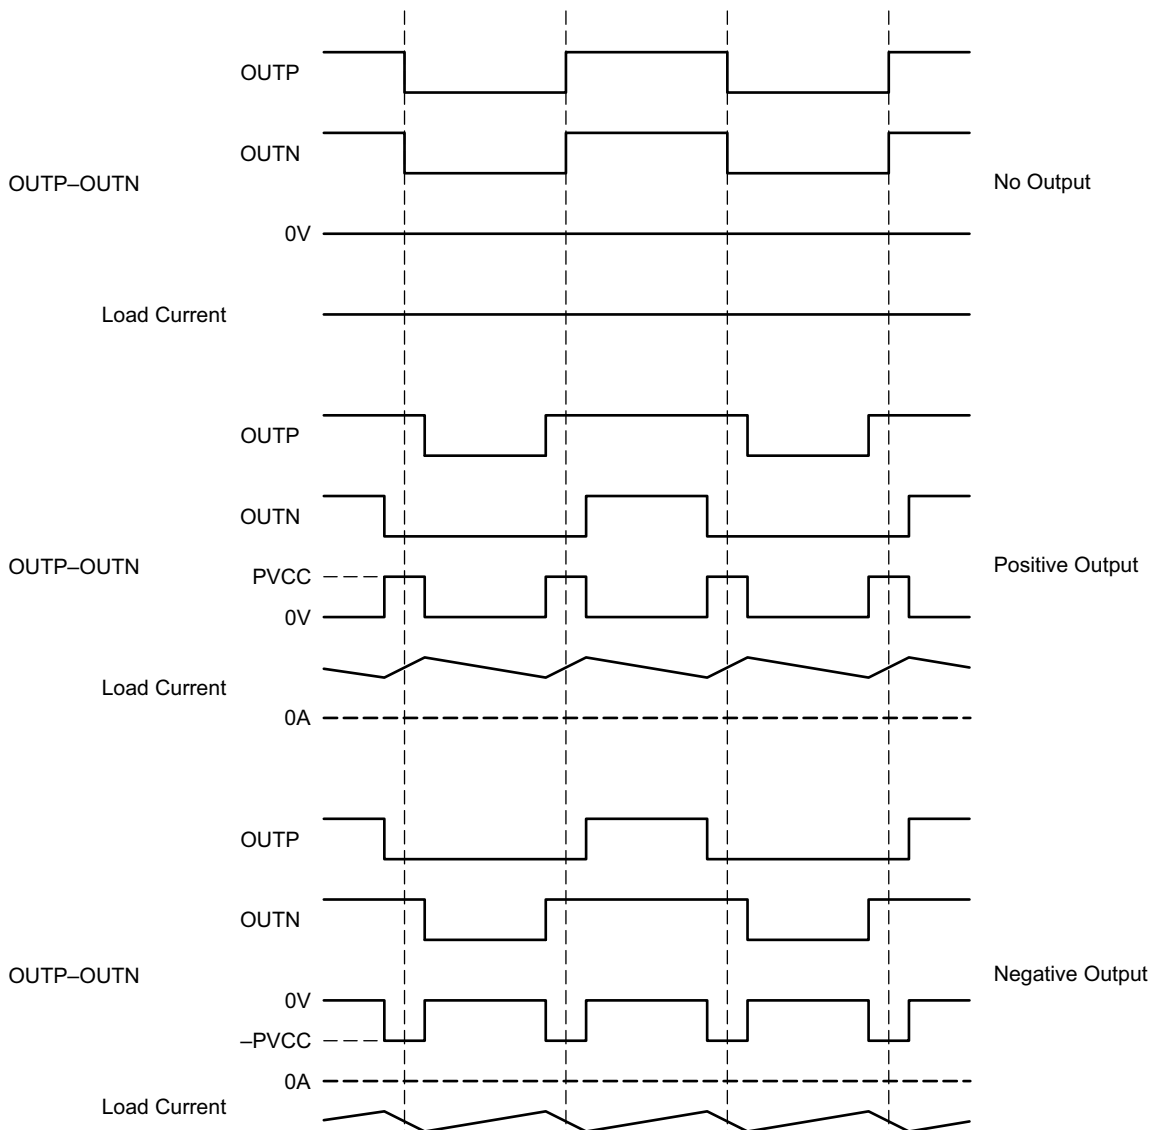 OUTP
OUTN
OUTP–OUTN
No Output
0V
Load Current
OUTP
OUTN
OUTP–OUTN
Positive Output
PVCC
0V
Load Current
0A
OUTP
OUTN
OUTP–OUTN
Negative Output
0V
–PVCC
0A
Load Current